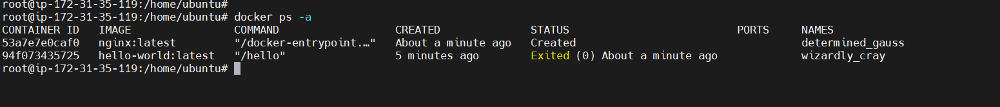 root@ip-172-31-35-119:/home/ubuntu#
root@ip-172-31-35-119:/home/ubuntu# docker ps -a
CONTAINER ID   IMAGE                COMMAND                  CREATED              STATUS                          PORTS     NAMES
53a7e7e0caf0   nginx:latest         "/docker-entrypoint.…"   About a minute ago   Created                                   determined_gauss
94f073435725   hello-world:latest   "/hello"                 5 minutes ago        Exited (0) About a minute ago             wizardly_cray
root@ip-172-31-35-119:/home/ubuntu#